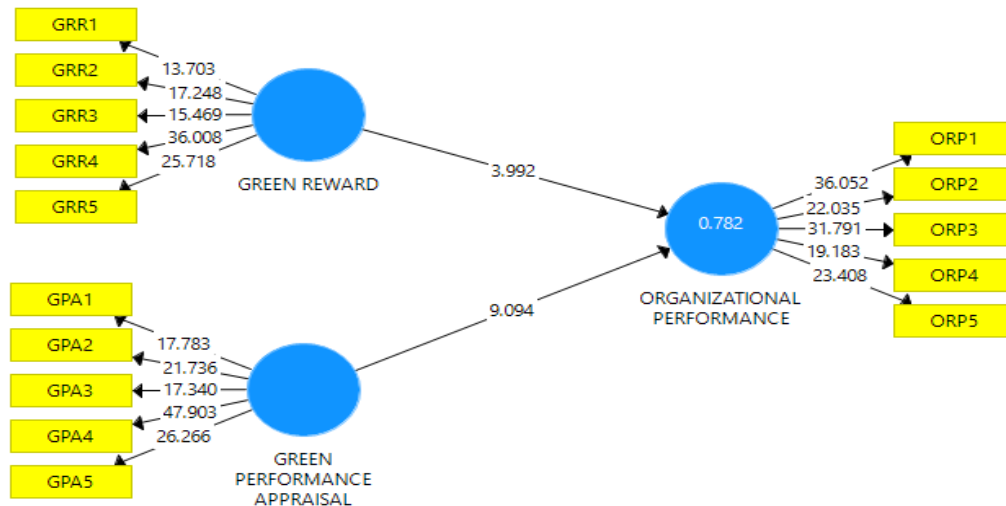 GRR1
GRR2
GRR3
GRR4
GRR5
13.703
17.248
15.469
36.008
25.718
GREEN REWARD
3.992
GPA1
GPA2
GPA3
GPA4
GPA5
17.783
21.736
17.340
47.903
26.266
GREEN
PERFORMANCE
APPRAISAL
9.094
0.782
ORGANIZATIONAL
PERFORMANCE
36.052
22.035
31.791
19.183
23.408
ORP1
ORP2
ORP3
ORP4
ORP5